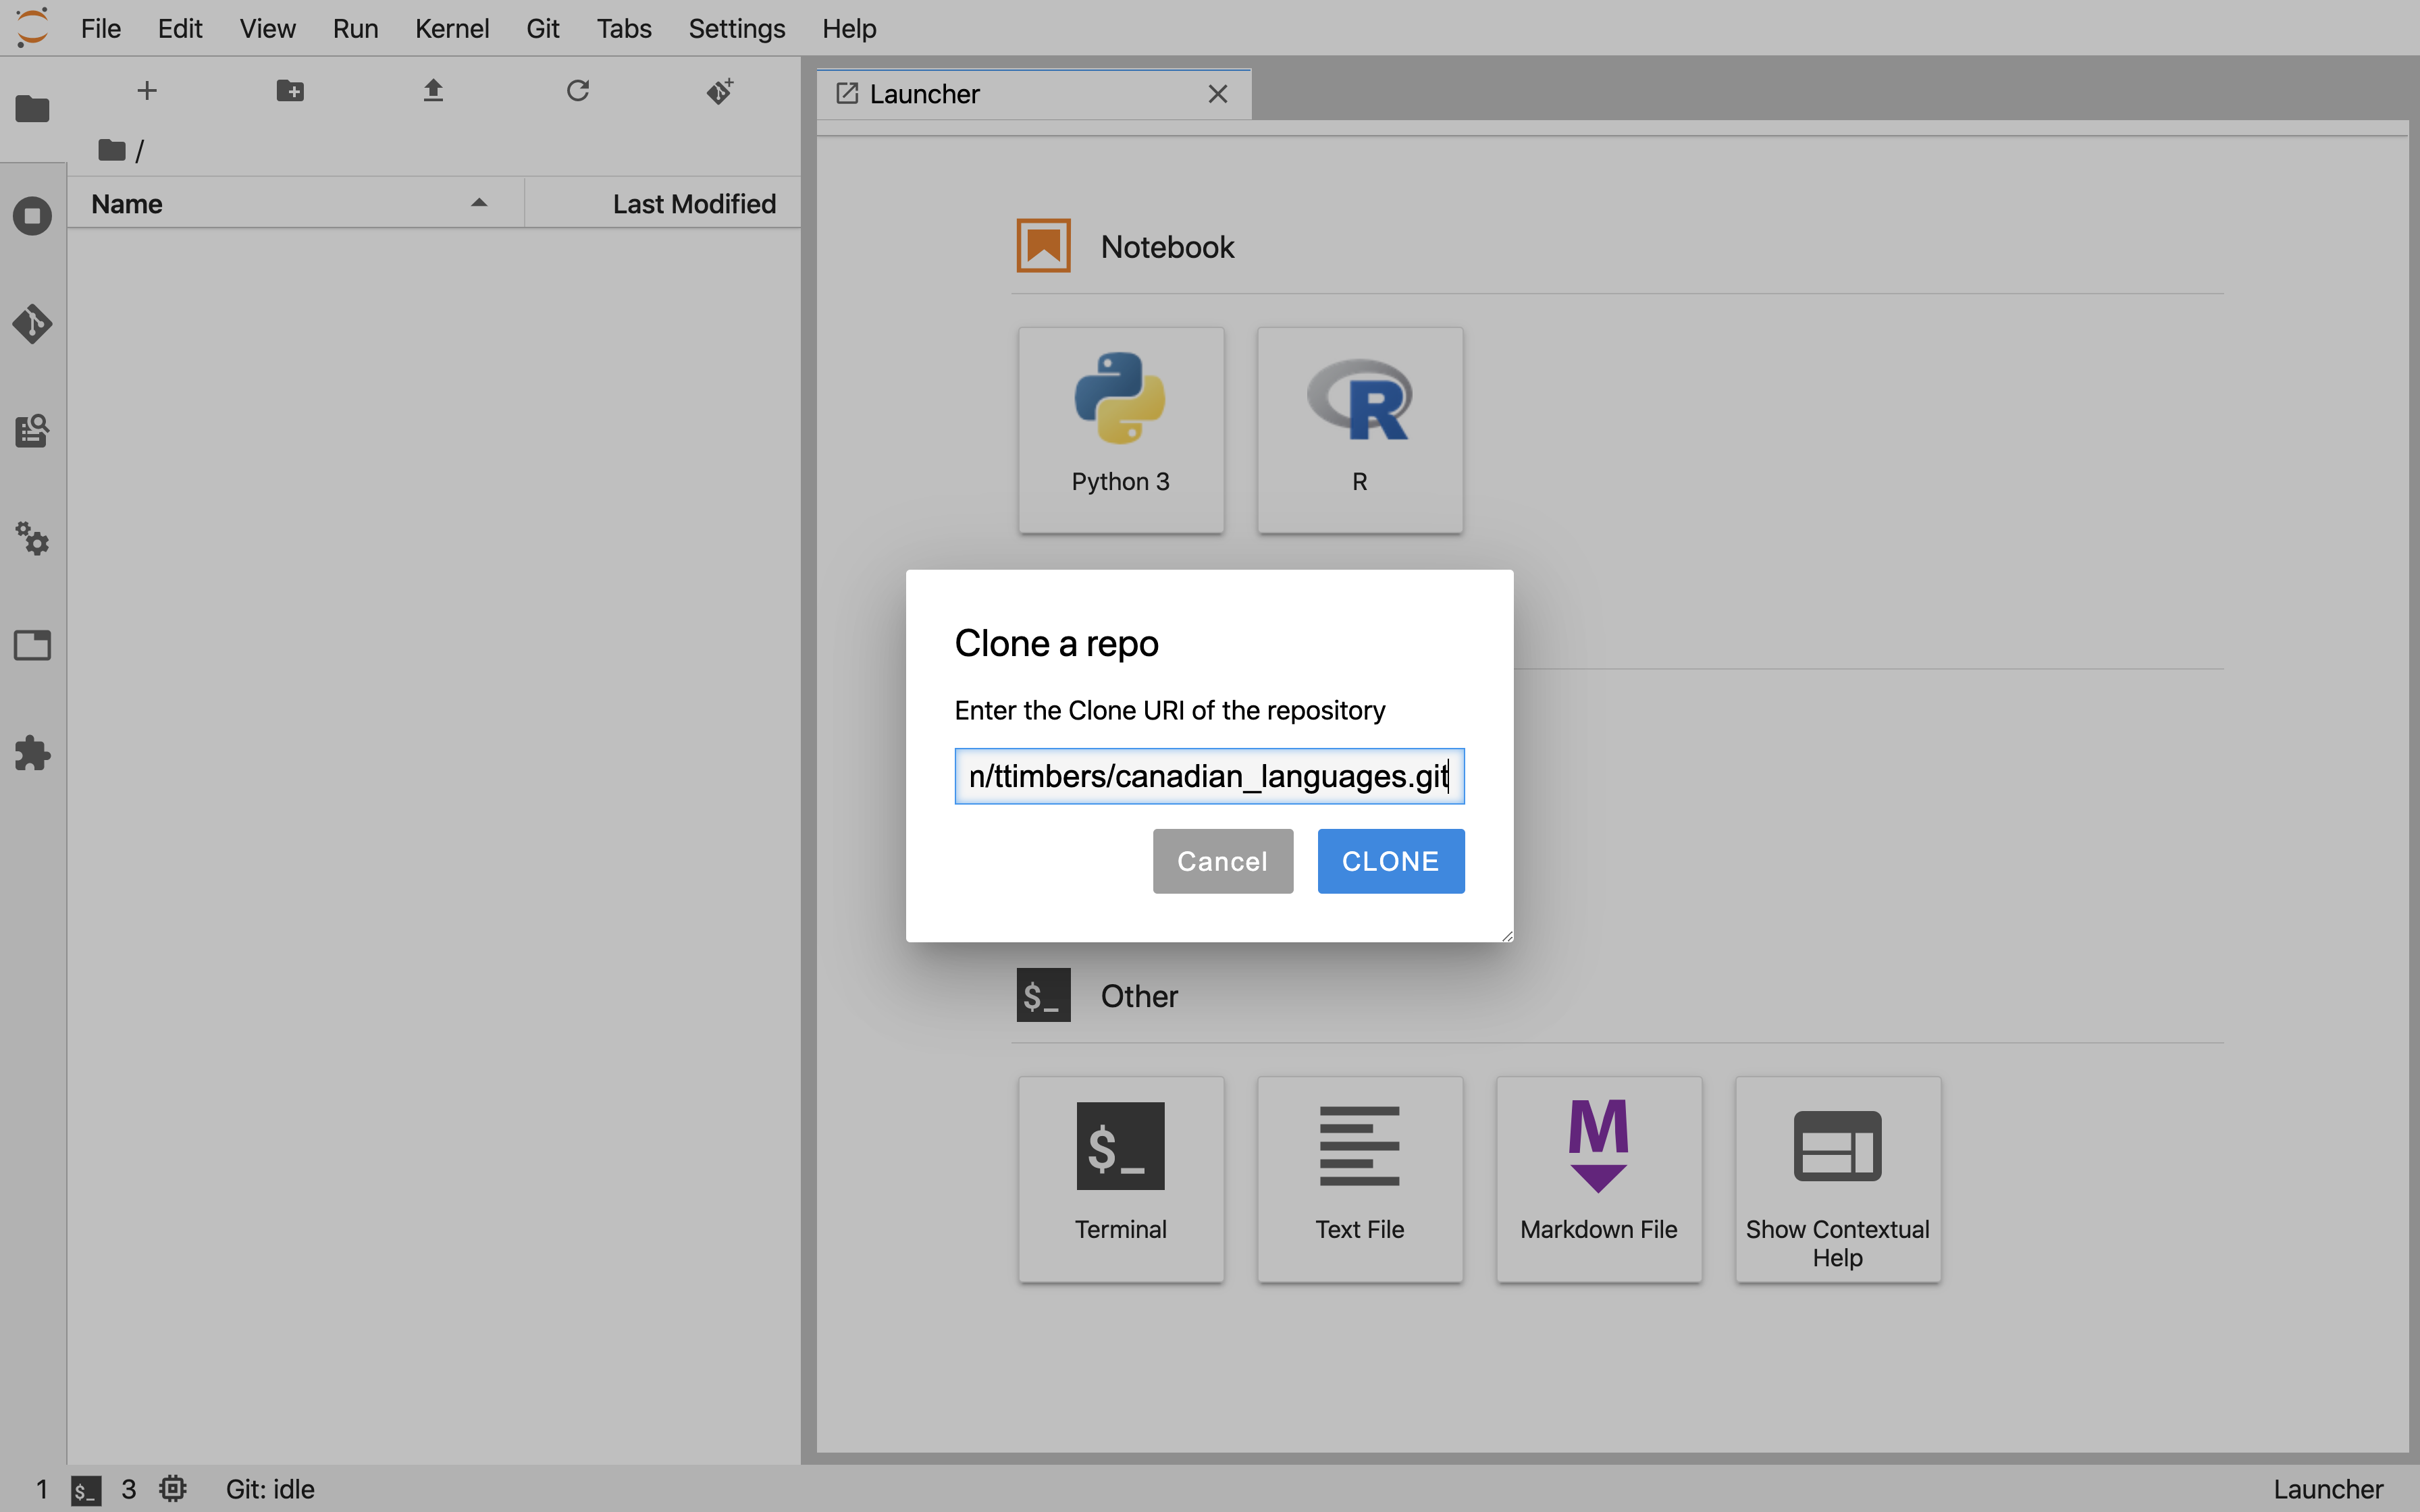 File Edit View Run Kernel Git Tabs Settings Help
Launcher
/
Name Last Modified
Notebook
Python 3 R
Clone a repo
Enter the Clone URI of the repository
n/ttimbers/canadian_languages.git
Cancel CLONE
$_ Other
$_
Terminal Text File Markdown File Show Contextual
Help
1 $_ 3 Git: idle Launcher